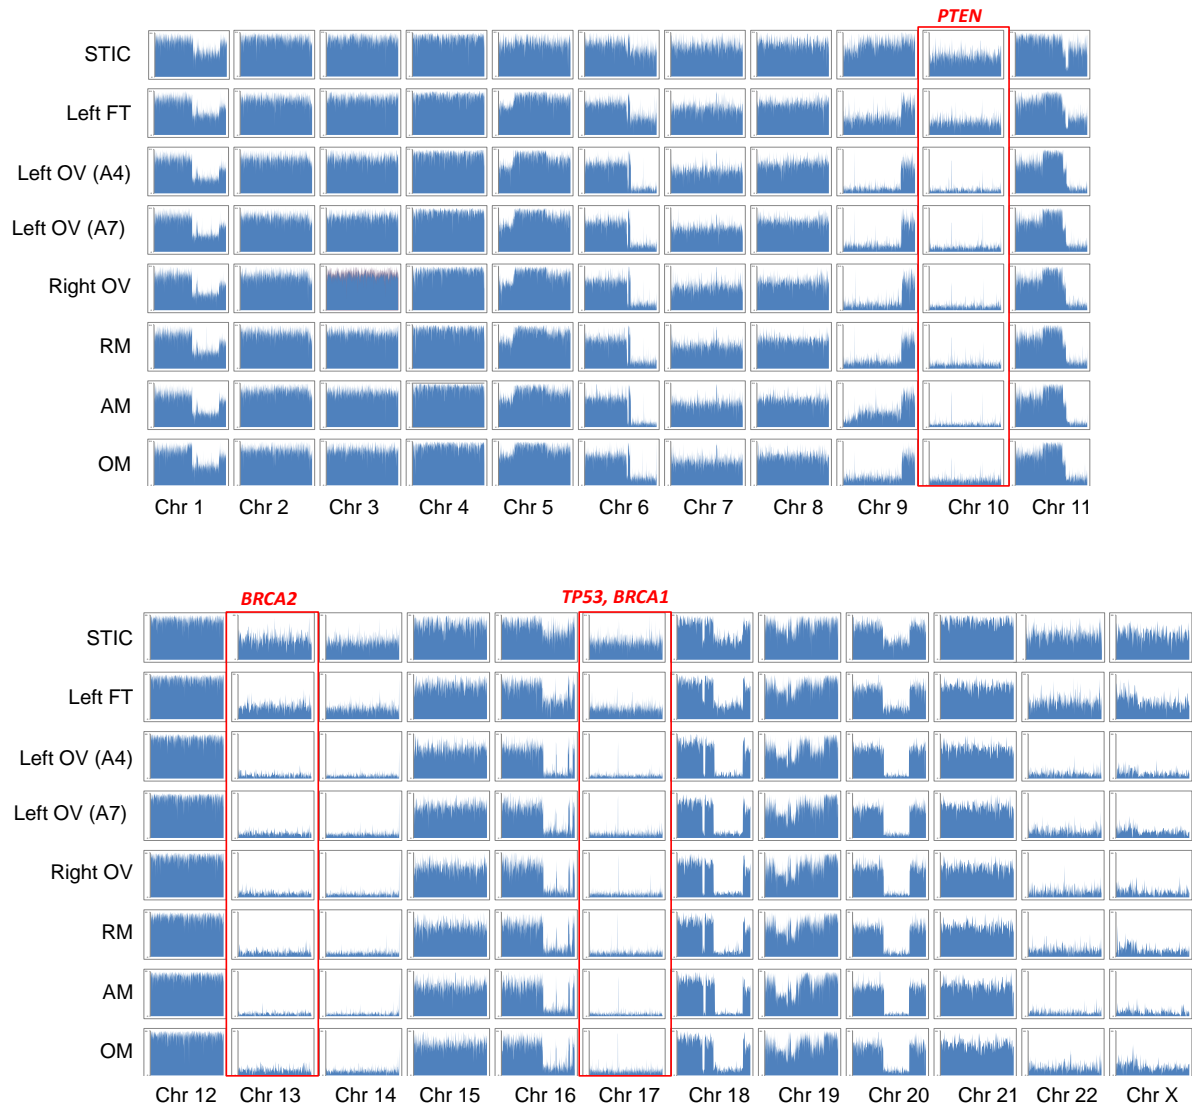 PTEN
STIC
Left FT
Left OV (A4)
Left OV (A7)
Right OV
RM
AM
OM
Chr 1 Chr 2 Chr 3 Chr 4 Chr 5 Chr 6 Chr 7 Chr 8 Chr 9 Chr 10 Chr 11
BRCA2 TP53, BRCA1
STIC
Left FT
Left OV (A4)
Left OV (A7)
Right OV
RM
AM
OM
Chr 12 Chr 13 Chr 14 Chr 15 Chr 16 Chr 17 Chr 18 Chr 19 Chr 20 Chr 21 Chr 22 Chr X